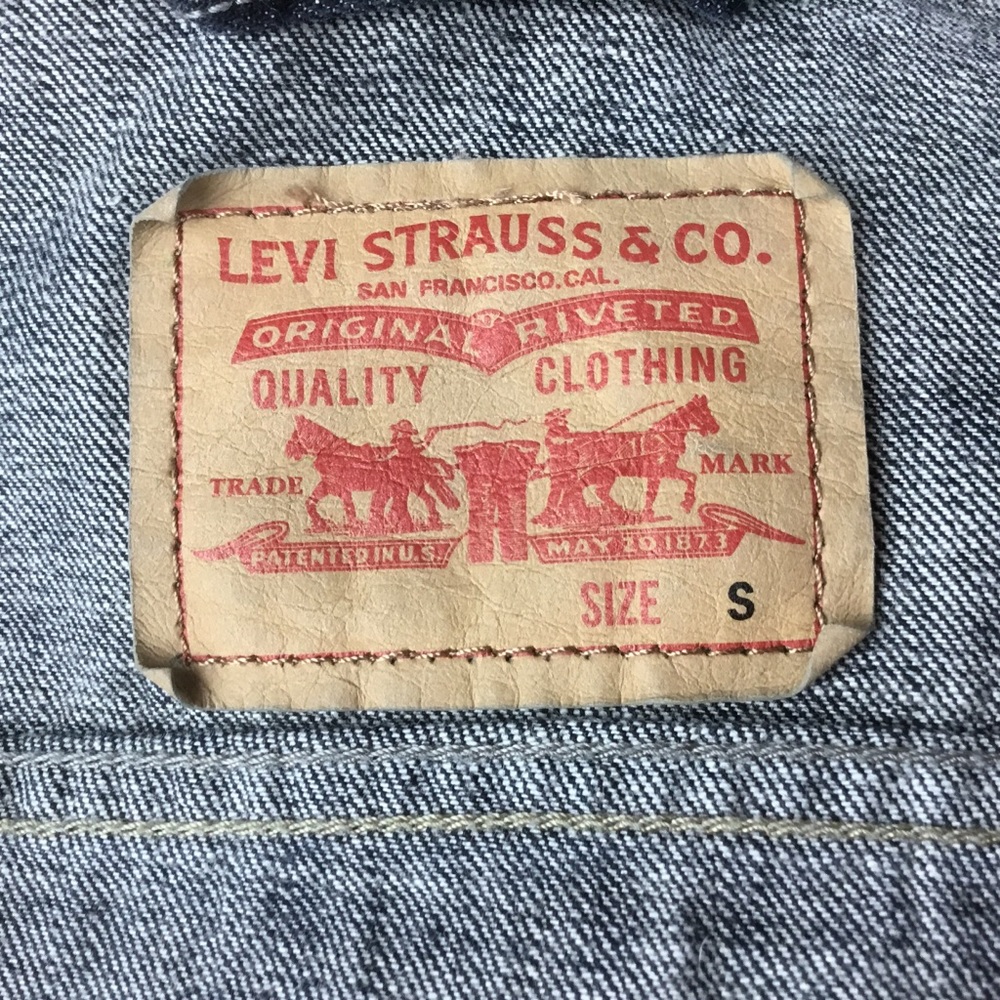 LEVI STRAUSS & CO.
SAN FRANCISCO.CAL.
ORIGINAL RIVETED
QUALITY CLOTHING
TRADE MARK
PATENTED IN U.S. MAY 20 1873
SIZE S